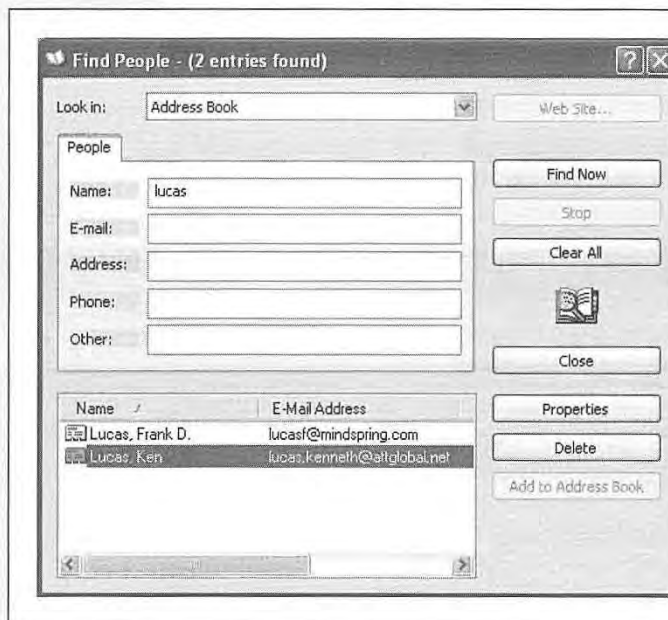 Find People - (2 entries found)
Look in: Address Book
Web Site...
People
Name: lucas
E-mail:
Address:
Phone:
Other:
Find Now
Stop
Clear All
Close
Name E-Mail Address
Lucas, Frank D. lucasf@mindspring.com
Lucas, Ken lucas.kenneth@attglobal.net
Properties
Delete
Add to Address Book